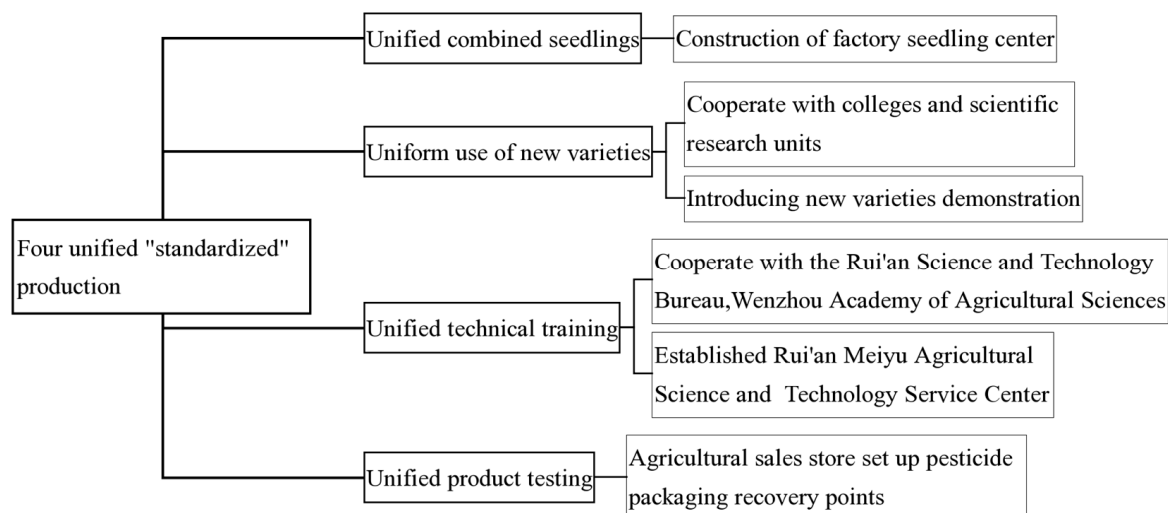 Unified combined seedlings
Construction of factory seedling center
Cooperate with colleges and scientific
research units
Uniform use of new varieties
Introducing new varieties demonstration
Four unified "standardized"
production
Cooperate with the Rui'an Science and Technology
Bureau,Wenzhou Academy of Agricultural Sciences
Unified technical training
Established Rui'an Meiyu Agricultural
Science and Technology Service Center
Unified product testing
Agricultural sales store set up pesticide
packaging recovery points